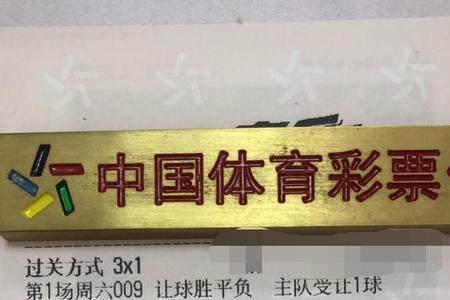 中国体育彩票
过关方式 3x1
第1场周六009 让球胜平负 主队受让1球